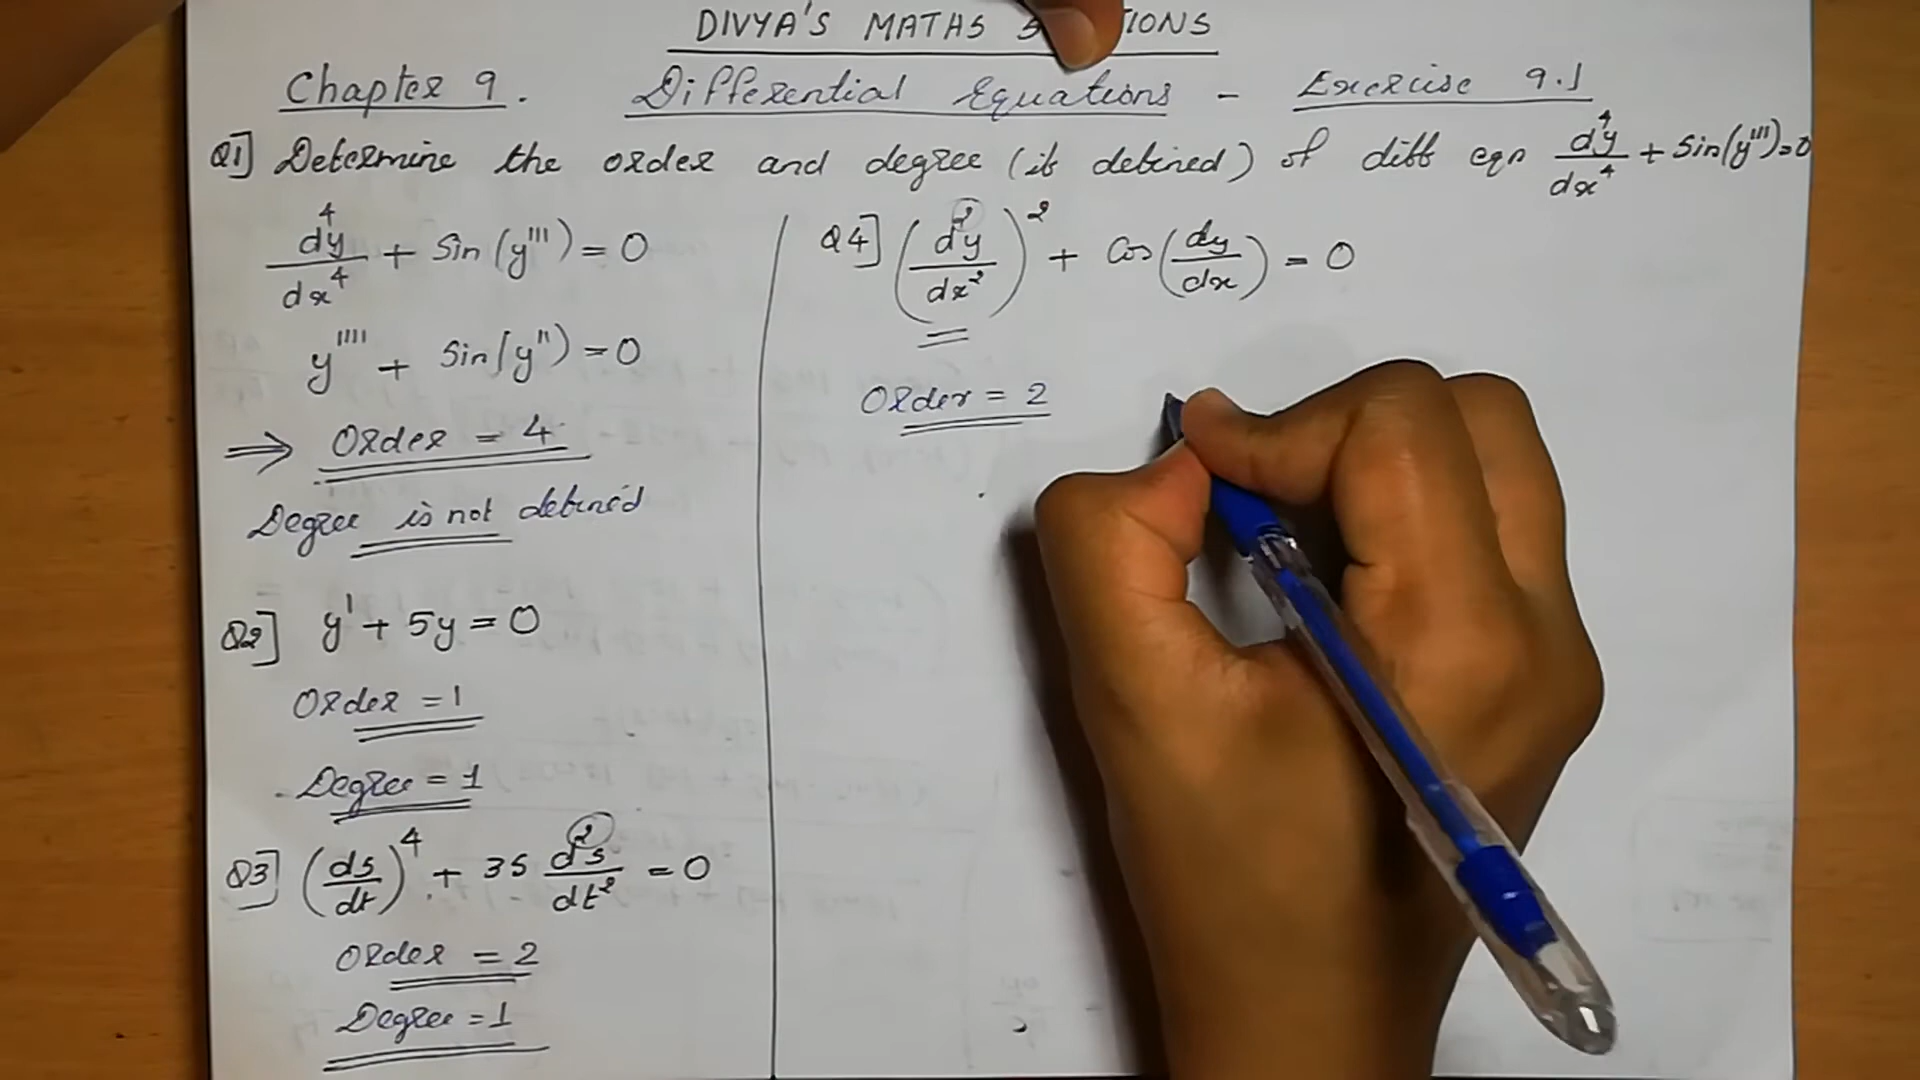 DIVYA'S MATHS S TIONS
Chapter 9. Differential Equations - Exercise 9.1
Q1] Determine the order and degree (if defined) of diff eqn d⁴y/dx⁴ + Sin(y''')=0
d⁴y/dx⁴ + Sin(y''') = 0
y'''' + Sin(y'') = 0
⇒ Order = 4
Degree is not defined
Q2] y' + 5y = 0
Order = 1
Degree = 1
Q3] (ds/dt)⁴ + 3s d²s/dt² = 0
Order = 2
Degree = 1
Q4] (d²y/dx²)² + Cos(dy/dx) = 0
Order = 2